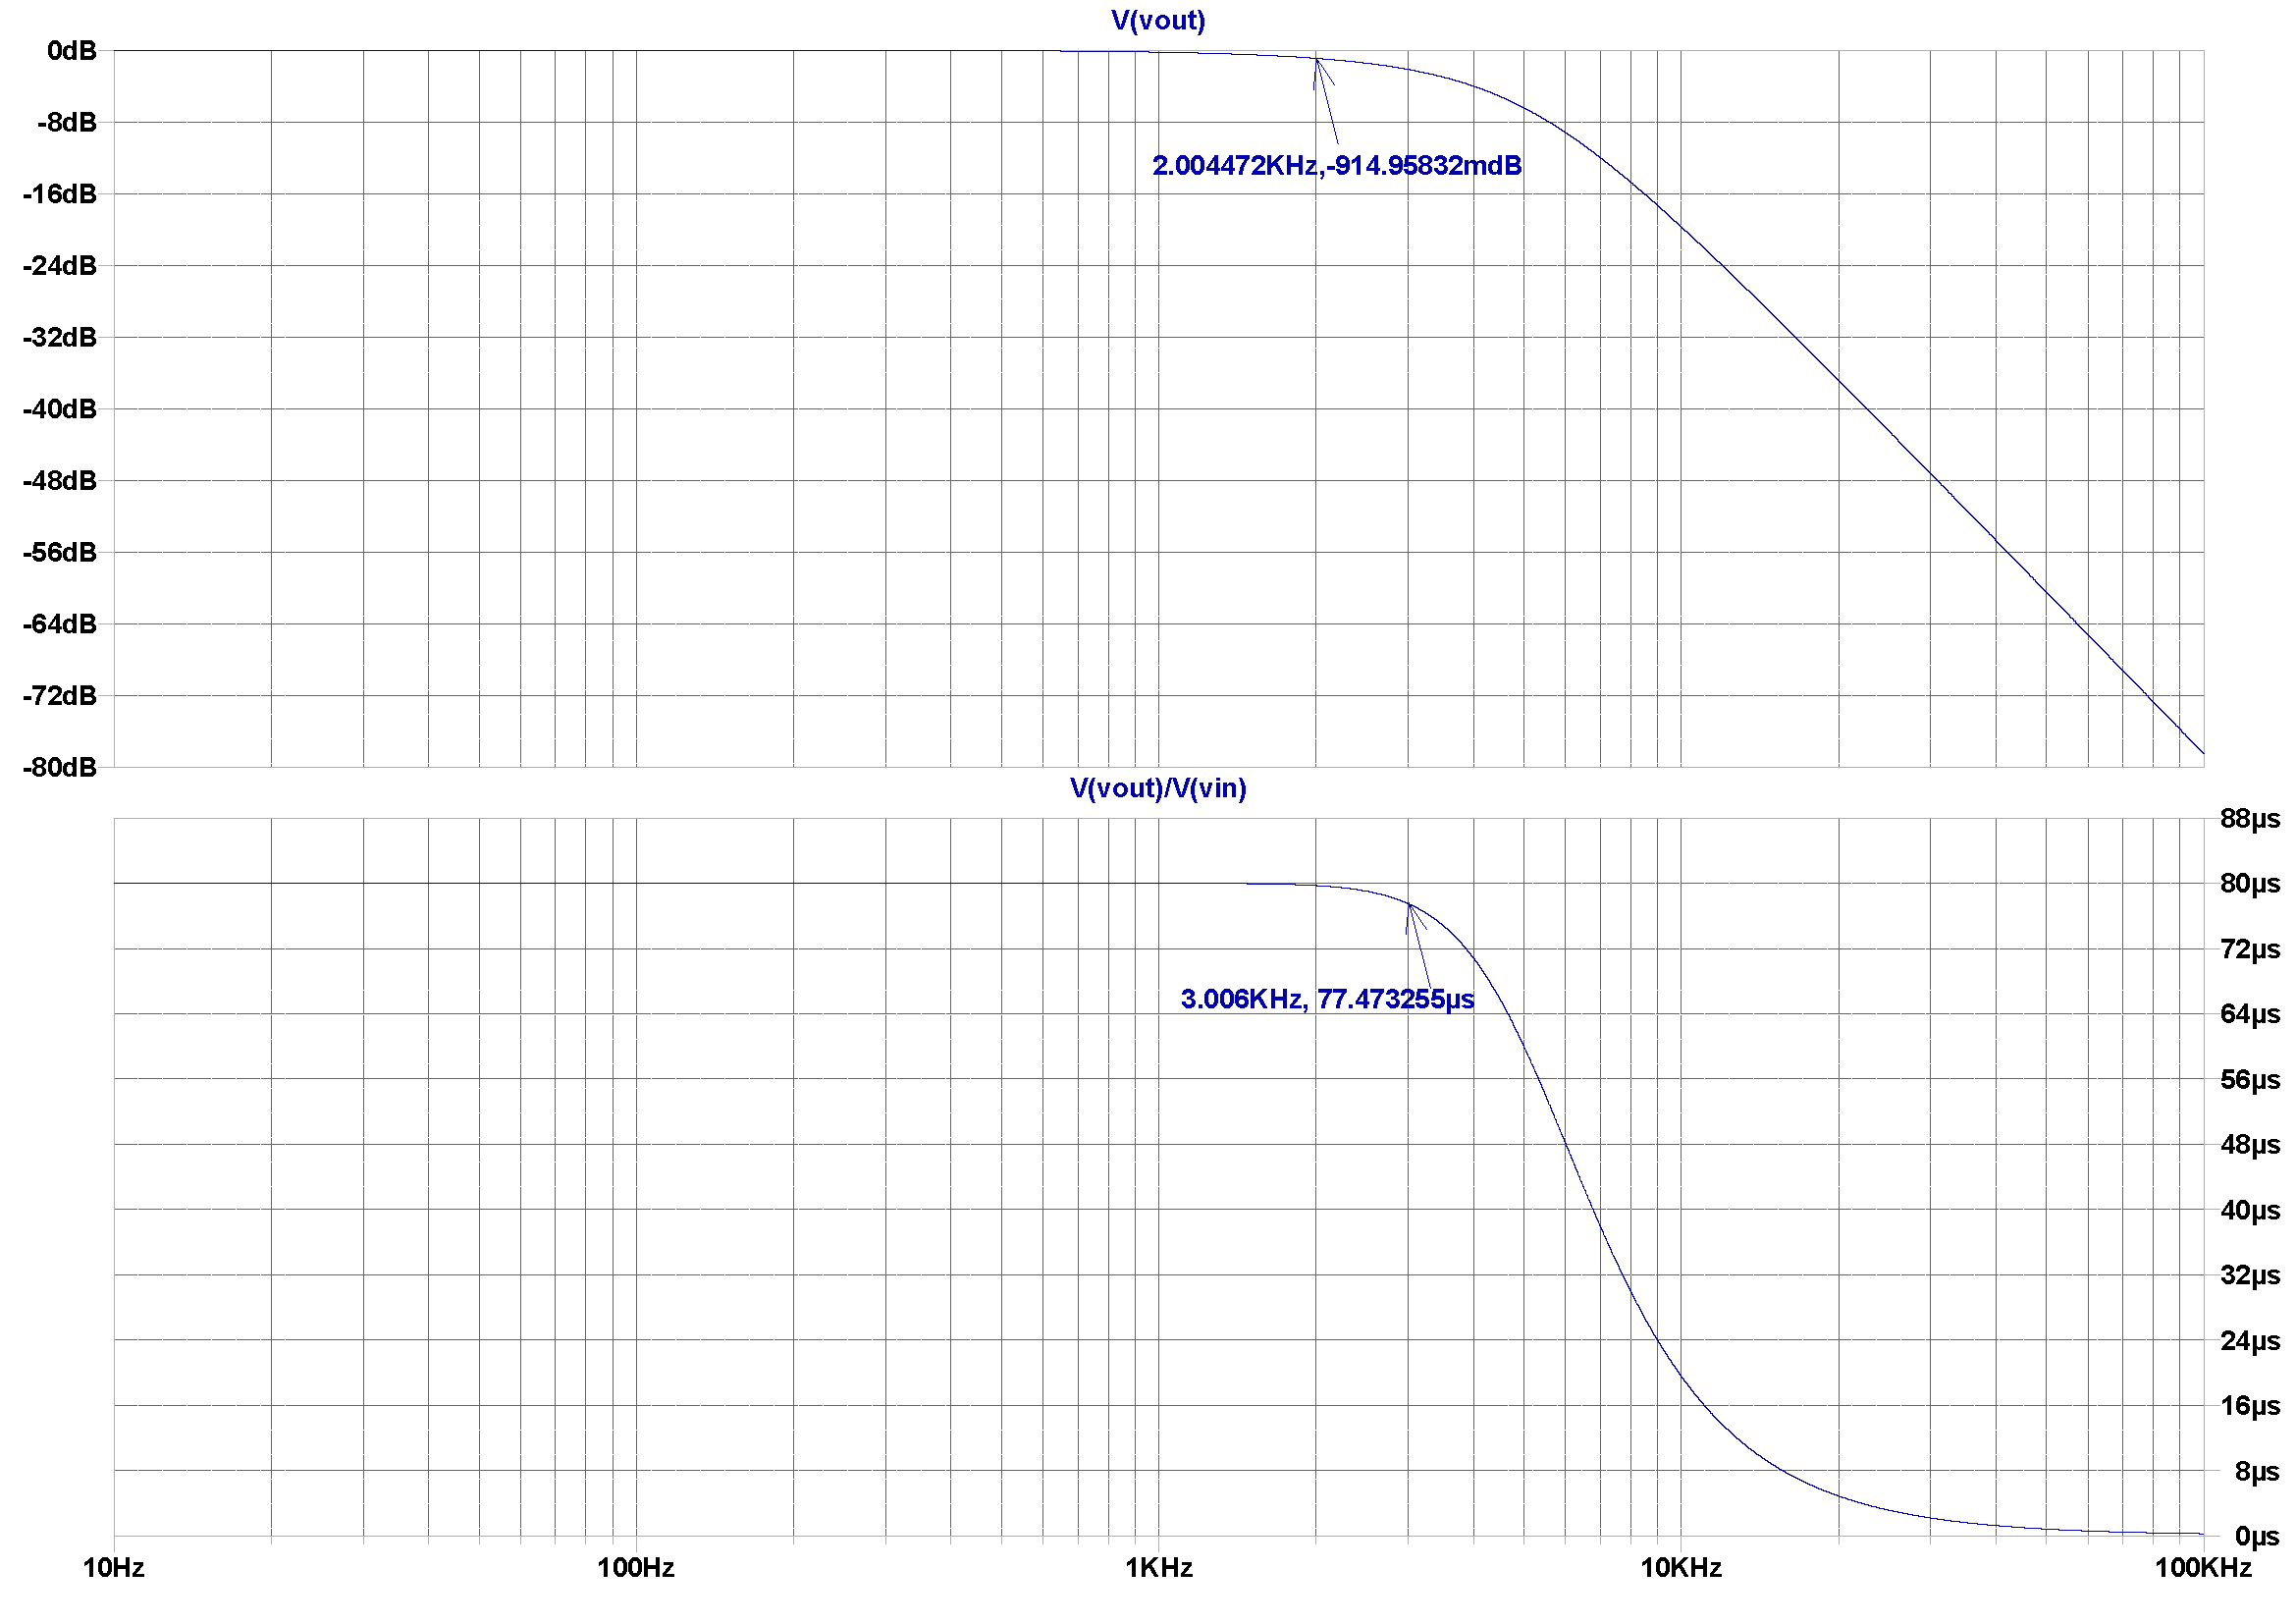 V(vout)
0dB
-8dB
2.004472KHz,-914.95832mdB
-16dB
-24dB
-32dB
-40dB
-48dB
-56dB
-64dB
-72dB
-80dB
V(vout)/V(vin)
88µs
80µs
72µs
3.006KHz, 77.473255µs
64µs
56µs
48µs
40µs
32µs
24µs
16µs
8µs
0µs
10Hz 100Hz 1KHz 10KHz 100KHz